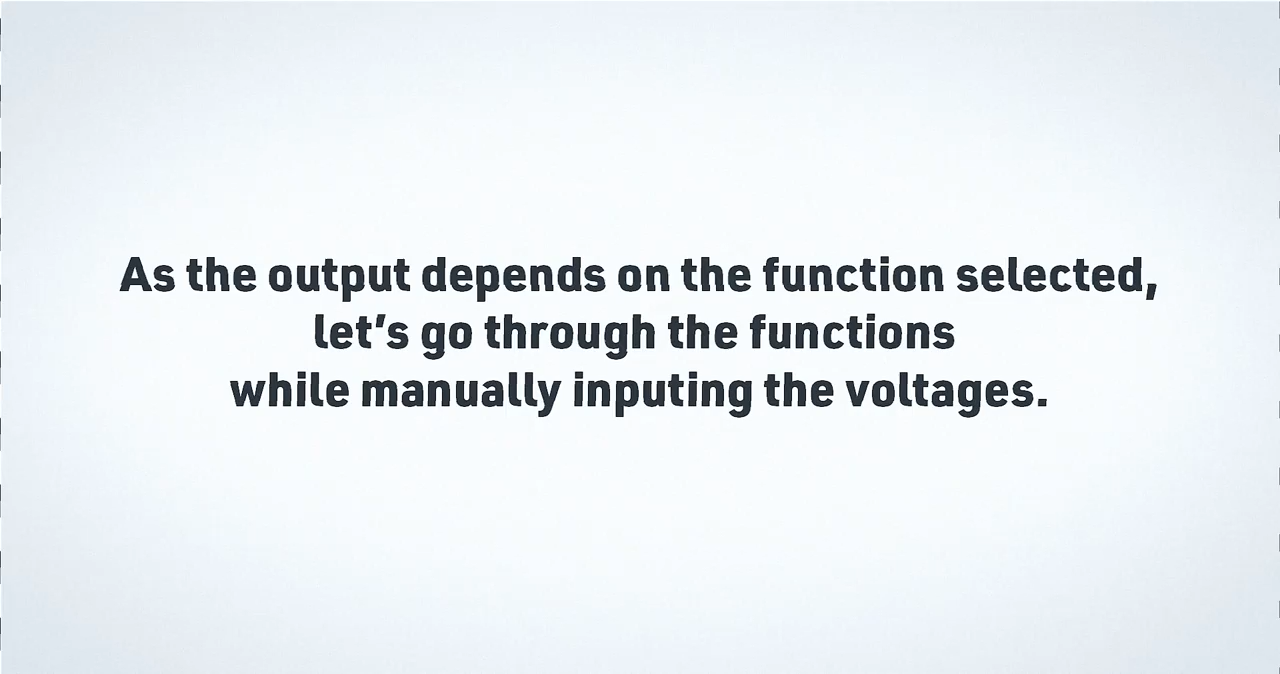 As the output depends on the function selected,
let’s go through the functions
while manually inputing the voltages.